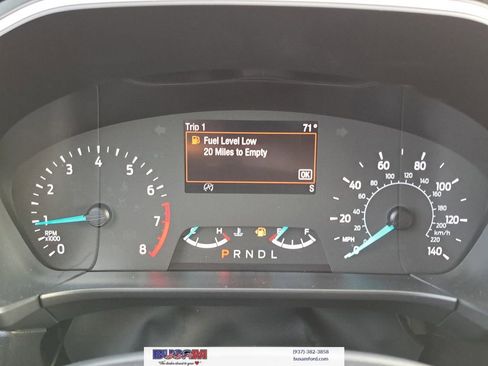 Trip 1 71°
Fuel Level Low
20 Miles to Empty
OK
S
0 1 2 3 4 5 6 7 8
RPM
x1000
C H E F
P R N D L
0 20 40 60 80 100 120 140
MPH
km/h
200
220
BUSAM
(937)-382-3858
busamford.com